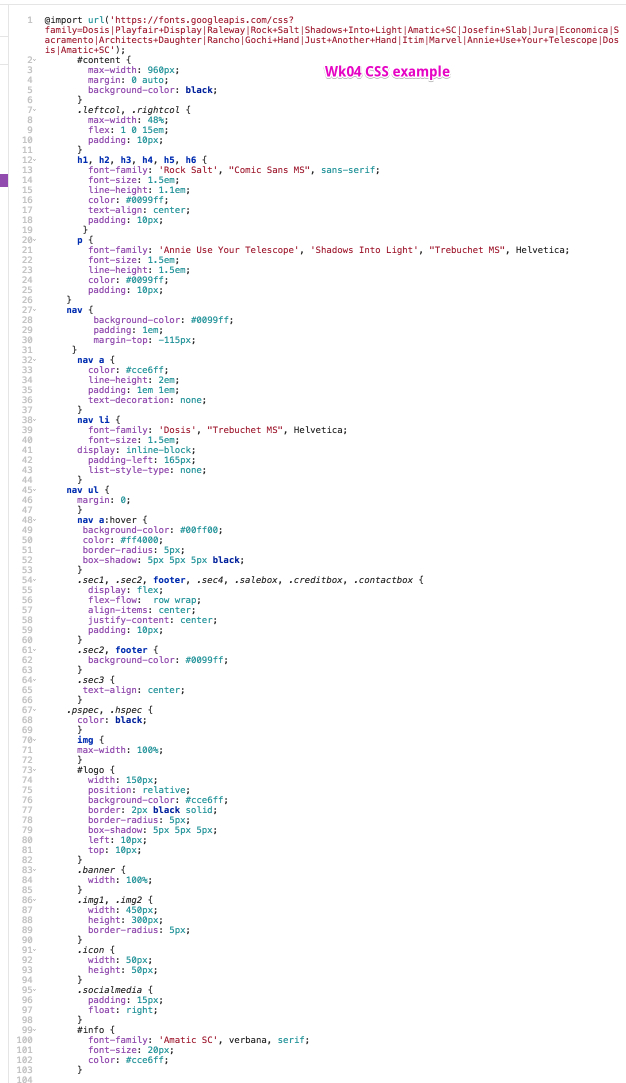 1 @import url('https://fonts.googleapis.com/css?
family=Dosis|Playfair+Display|Raleway|Rock+Salt|Shadows+Into+Light|Amatic+SC|Josefin+Slab|Jura|Economica|S
acramento|Architects+Daughter|Rancho|Gochi+Hand|Just+Another+Hand|Itim|Marvel|Annie+Use+Your+Telescope|Dos
is|Amatic+SC');
2 #content {
3 max-width: 960px; Wk04 CSS example
4 margin: 0 auto;
5 background-color: black;
6 }
7 .leftcol, .rightcol {
8 max-width: 48%;
9 flex: 1 0 15em;
10 padding: 10px;
11 }
12 h1, h2, h3, h4, h5, h6 {
13 font-family: 'Rock Salt', "Comic Sans MS", sans-serif;
14 font-size: 1.5em;
15 line-height: 1.1em;
16 color: #0099ff;
17 text-align: center;
18 padding: 10px;
19 }
20 p {
21 font-family: 'Annie Use Your Telescope', 'Shadows Into Light', "Trebuchet MS", Helvetica;
22 font-size: 1.5em;
23 line-height: 1.5em;
24 color: #0099ff;
25 padding: 10px;
26 }
27 nav {
28 background-color: #0099ff;
29 padding: 1em;
30 margin-top: -115px;
31 }
32 nav a {
33 color: #cce6ff;
34 line-height: 2em;
35 padding: 1em 1em;
36 text-decoration: none;
37 }
38 nav li {
39 font-family: 'Dosis', "Trebuchet MS", Helvetica;
40 font-size: 1.5em;
41 display: inline-block;
42 padding-left: 165px;
43 list-style-type: none;
44 }
45 nav ul {
46 margin: 0;
47 }
48 nav a:hover {
49 background-color: #00ff00;
50 color: #ff4000;
51 border-radius: 5px;
52 box-shadow: 5px 5px 5px black;
53 }
54 .sec1, .sec2, footer, .sec4, .salebox, .creditbox, .contactbox {
55 display: flex;
56 flex-flow: row wrap;
57 align-items: center;
58 justify-content: center;
59 padding: 10px;
60 }
61 .sec2, footer {
62 background-color: #0099ff;
63 }
64 .sec3 {
65 text-align: center;
66 }
67 .pspec, .hspec {
68 color: black;
69 }
70 img {
71 max-width: 100%;
72 }
73 #logo {
74 width: 150px;
75 position: relative;
76 background-color: #cce6ff;
77 border: 2px black solid;
78 border-radius: 5px;
79 box-shadow: 5px 5px 5px;
80 left: 10px;
81 top: 10px;
82 }
83 .banner {
84 width: 100%;
85 }
86 .img1, .img2 {
87 width: 450px;
88 height: 300px;
89 border-radius: 5px;
90 }
91 .icon {
92 width: 50px;
93 height: 50px;
94 }
95 .socialmedia {
96 padding: 15px;
97 float: right;
98 }
99 #info {
100 font-family: 'Amatic SC', verbana, serif;
101 font-size: 20px;
102 color: #cce6ff;
103 }
104